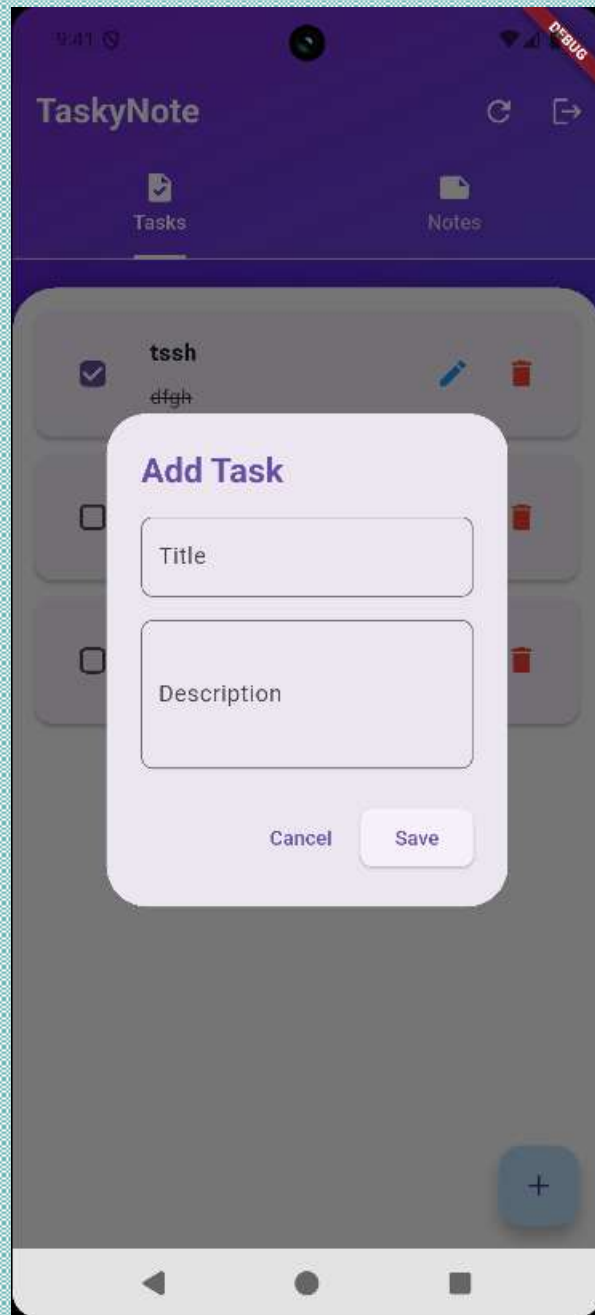 9:41
DEBUG
TaskyNote
Tasks
Notes
tssh
dfgh
Add Task
Title
Description
Cancel
Save